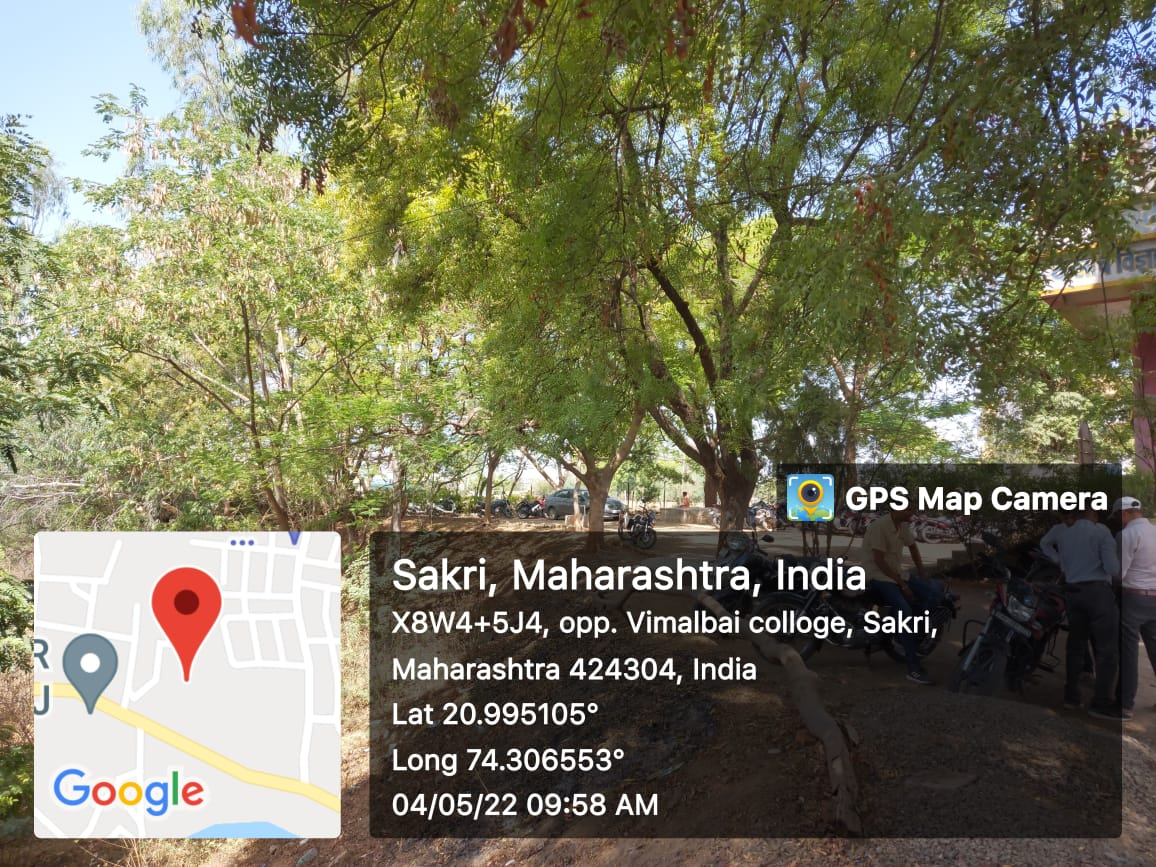 विज्ञा
GPS Map Camera
Sakri, Maharashtra, India
X8W4+5J4, opp. Vimalbai colloge, Sakri,
Maharashtra 424304, India
Lat 20.995105°
Long 74.306553°
04/05/22 09:58 AM
R
J
Google